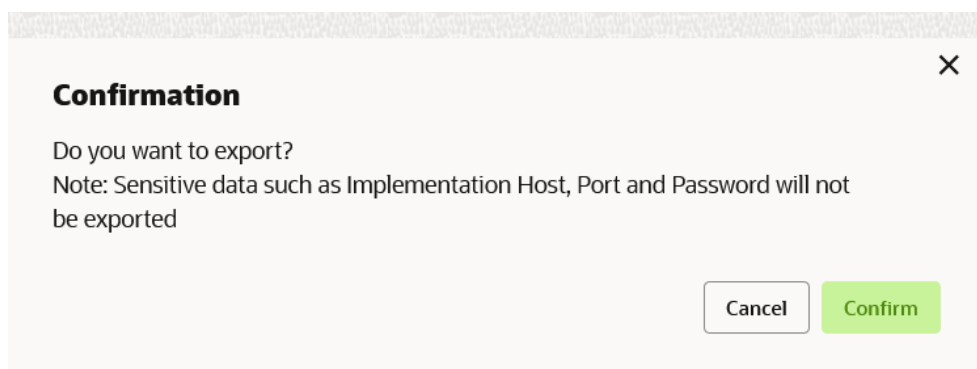 Confirmation
Do you want to export?
Note: Sensitive data such as Implementation Host, Port and Password will not
be exported
Cancel
Confirm